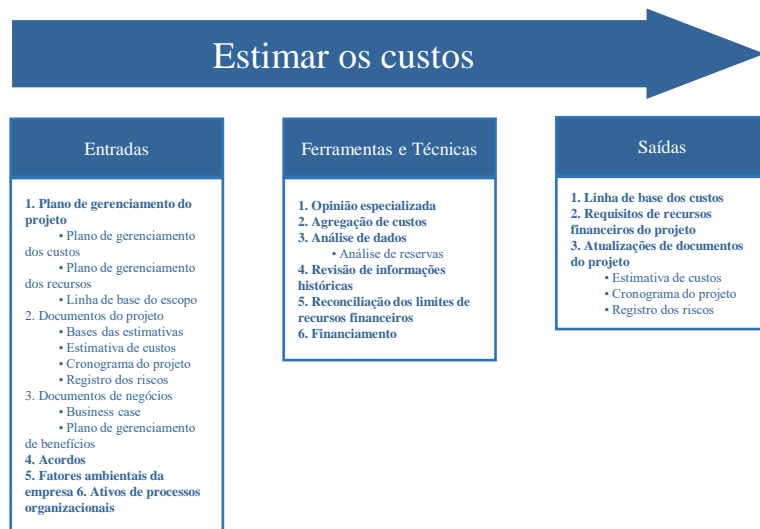 Estimar os custos
Entradas
1. Plano de gerenciamento do
projeto
• Plano de gerenciamento
dos custos
• Plano de gerenciamento
dos recursos
• Linha de base do escopo
2. Documentos do projeto
• Bases das estimativas
• Estimativa de custos
• Cronograma do projeto
• Registro dos riscos
3. Documentos de negócios
• Business case
• Plano de gerenciamento
de benefícios
4. Acordos
5. Fatores ambientais da
empresa 6. Ativos de processos
organizacionais
Ferramentas e Técnicas
1. Opinião especializada
2. Agregação de custos
3. Análise de dados
• Análise de reservas
4. Revisão de informações
históricas
5. Reconciliação dos limites de
recursos financeiros
6. Financiamento
Saídas
1. Linha de base dos custos
2. Requisitos de recursos
financeiros do projeto
3. Atualizações de documentos
do projeto
• Estimativa de custos
• Cronograma do projeto
• Registro dos riscos